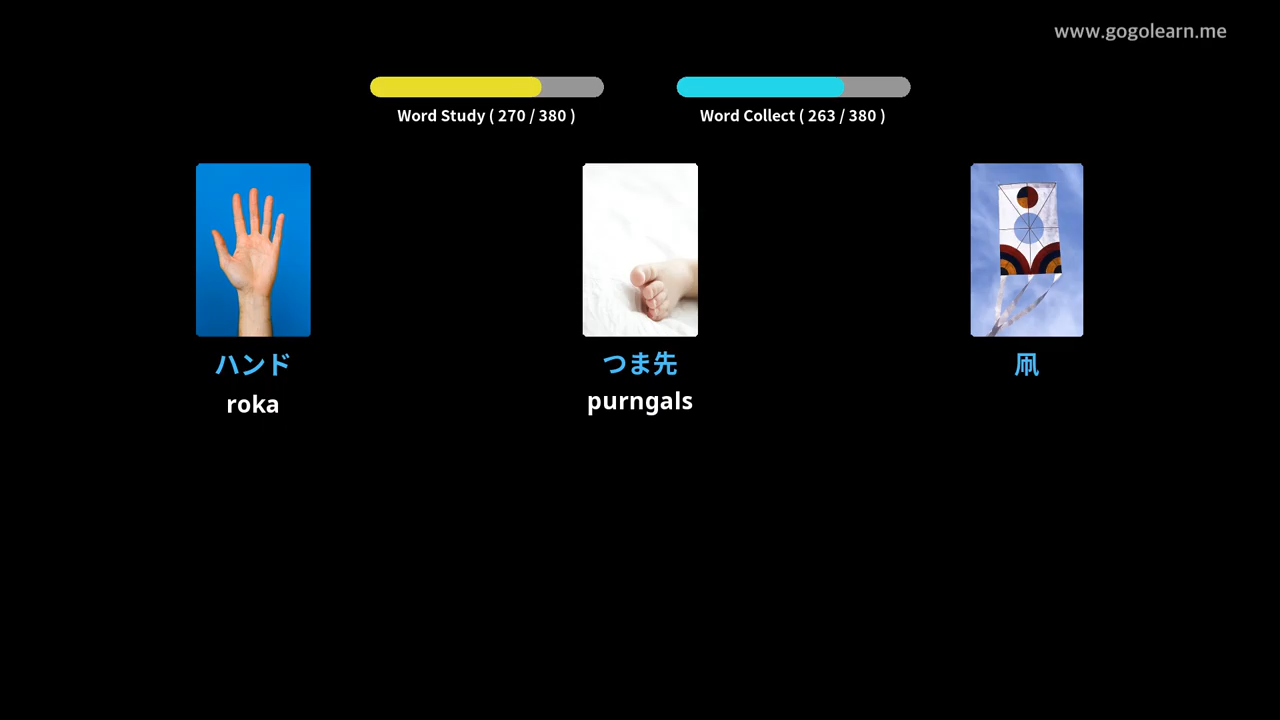 www.gogolearn.me
Word Study ( 270 / 380 )
Word Collect ( 263 / 380 )
ハンド
roka
つま先
purngals
凧